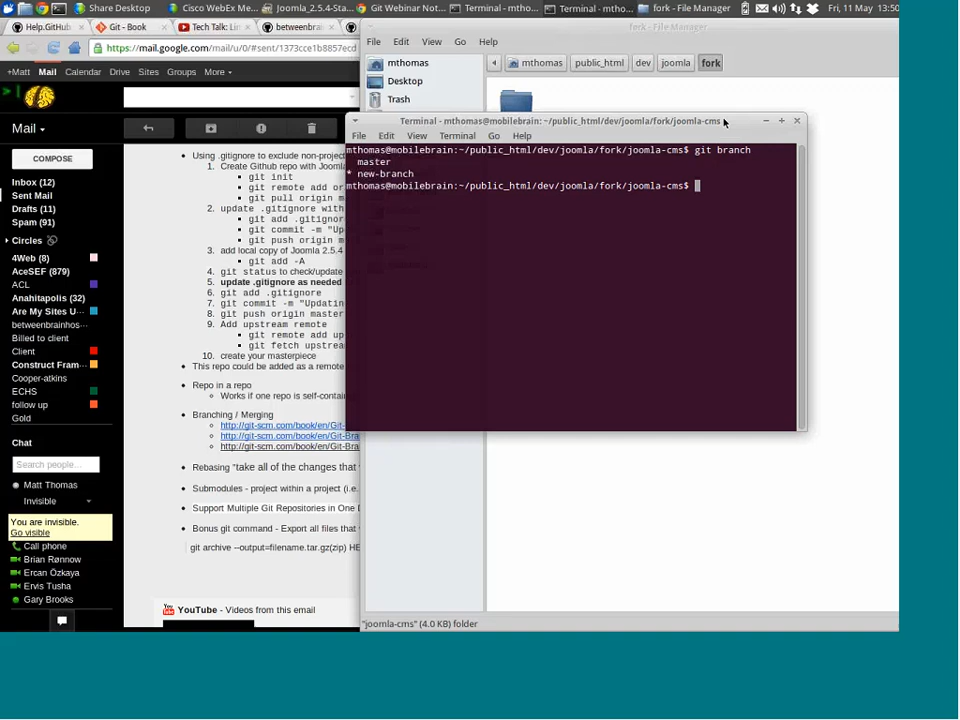 Share Desktop
Cisco WebEx Me...
Joomla_2.5.4-Sta...
Git Webinar Not...
Terminal - mtho...
Terminal - mtho...
fork - File Manager
Fri, 11 May 13:50
Help.GitHub
Git - Book
Tech Talk: Lin
betweenbrain
fork - File Manager
https://mail.google.com/mail/u/0/#sent/1373cce1b8857ecd
File Edit View Go Help
+Matt Mail Calendar Drive Sites Groups More
mthomas
Desktop
Trash
mthomas public_html dev joomla fork
Mail
COMPOSE
Inbox (12)
Sent Mail
Drafts (11)
Spam (91)
Circles
4Web (8)
AceSEF (879)
ACL
Anahitapolis (32)
Are My Sites U...
betweenbrainhos...
Billed to client
Client
Construct Fram...
Cooper-atkins
ECHS
follow up
Gold
Chat
Search people...
Matt Thomas
Invisible
You are invisible.
Go visible
Call phone
Brian Rønnow
Ercan Özkaya
Ervis Tusha
Gary Brooks
• Using .gitignore to exclude non-proj
1. Create Github repo with Joomla
▪ git init
▪ git remote add or
▪ git pull origin m
2. update .gitignore with
▪ git add .gitignor
▪ git commit -m "Up
▪ git push origin m
3. add local copy of Joomla 2.5.4
▪ git add -A
4. git status to check/update
5. update .gitignore as needed
6. git add .gitignore
7. git commit -m "Updatin
8. git push origin master
9. Add upstream remote
▪ git remote add up
▪ git fetch upstrea
10. create your masterpiece
• This repo could be added as a remote
• Repo in a repo
▪ Works if one repo is self-contai
• Branching / Merging
▪ http://git-scm.com/book/en/Git-
▪ http://git-scm.com/book/en/Git-Bra
▪ http://git-scm.com/book/en/Git-Bra
• Rebasing "take all of the changes that
• Submodules - project within a project (i.e.
• Support Multiple Git Repositories in One D
• Bonus git command - Export all files that
git archive --output=filename.tar.gz(zip) HE
YouTube - Videos from this email
Terminal - mthomas@mobilebrain: ~/public_html/dev/joomla/fork/joomla-cms
File Edit View Terminal Go Help
mthomas@mobilebrain:~/public_html/dev/joomla/fork/joomla-cms$ git branch
master
* new-branch
mthomas@mobilebrain:~/public_html/dev/joomla/fork/joomla-cms$
"joomla-cms" (4.0 KB) folder